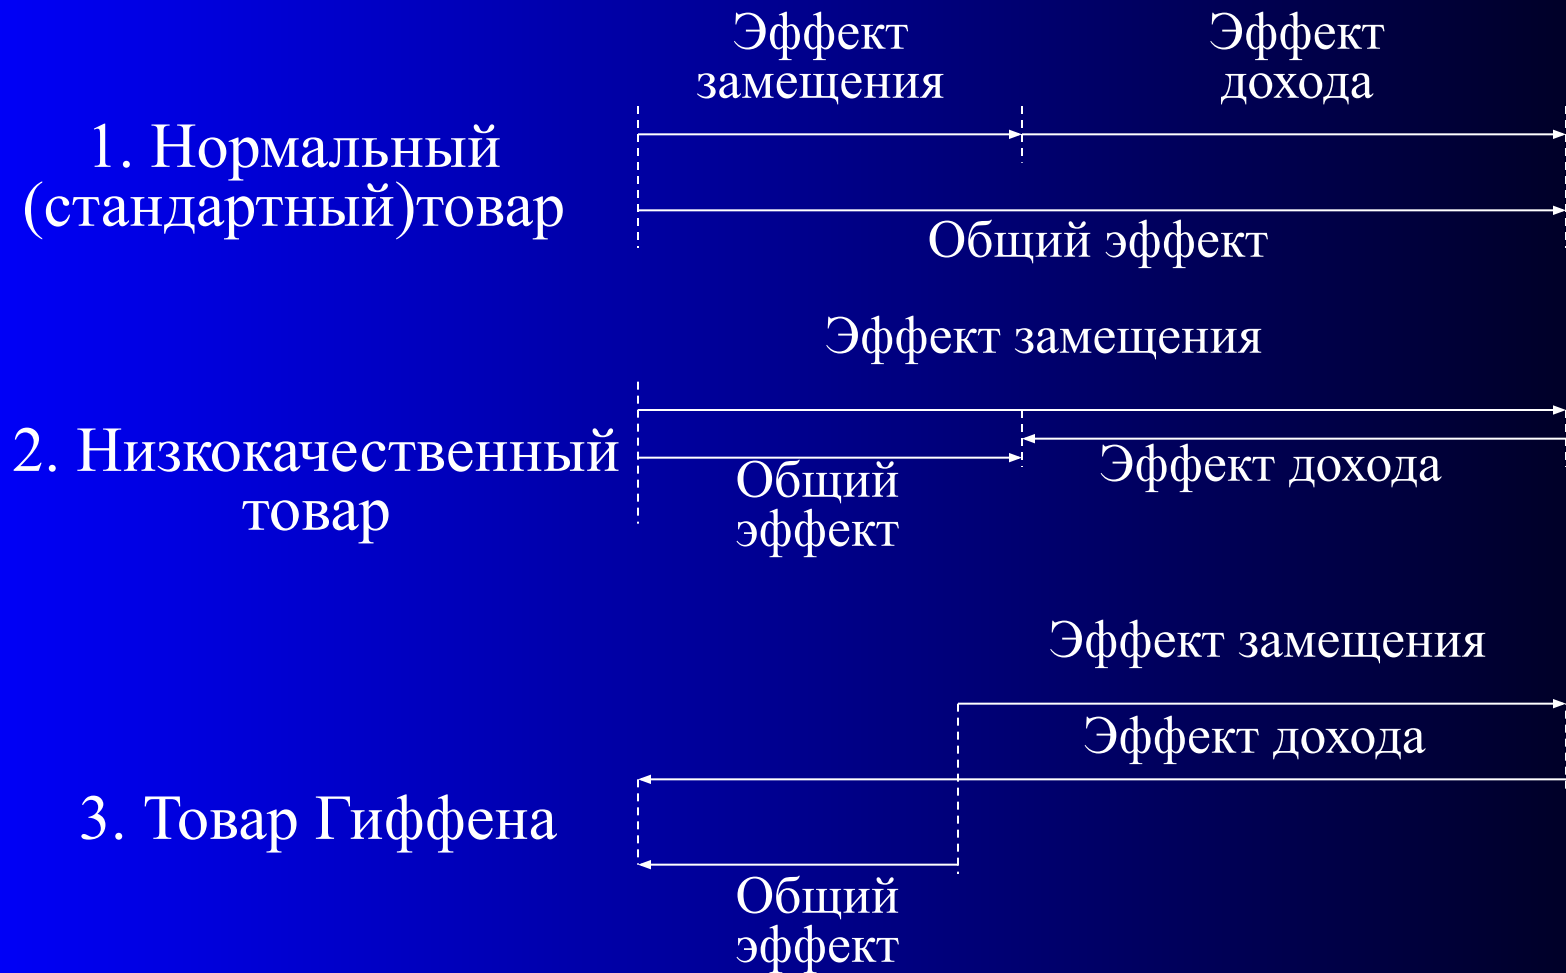 Эффект
замещения
Эффект
дохода
1. Нормальный
(стандартный)товар
Общий эффект
Эффект замещения
2. Низкокачественный
товар
Общий
эффект
Эффект дохода
Эффект замещения
Эффект дохода
3. Товар Гиффена
Общий
эффект